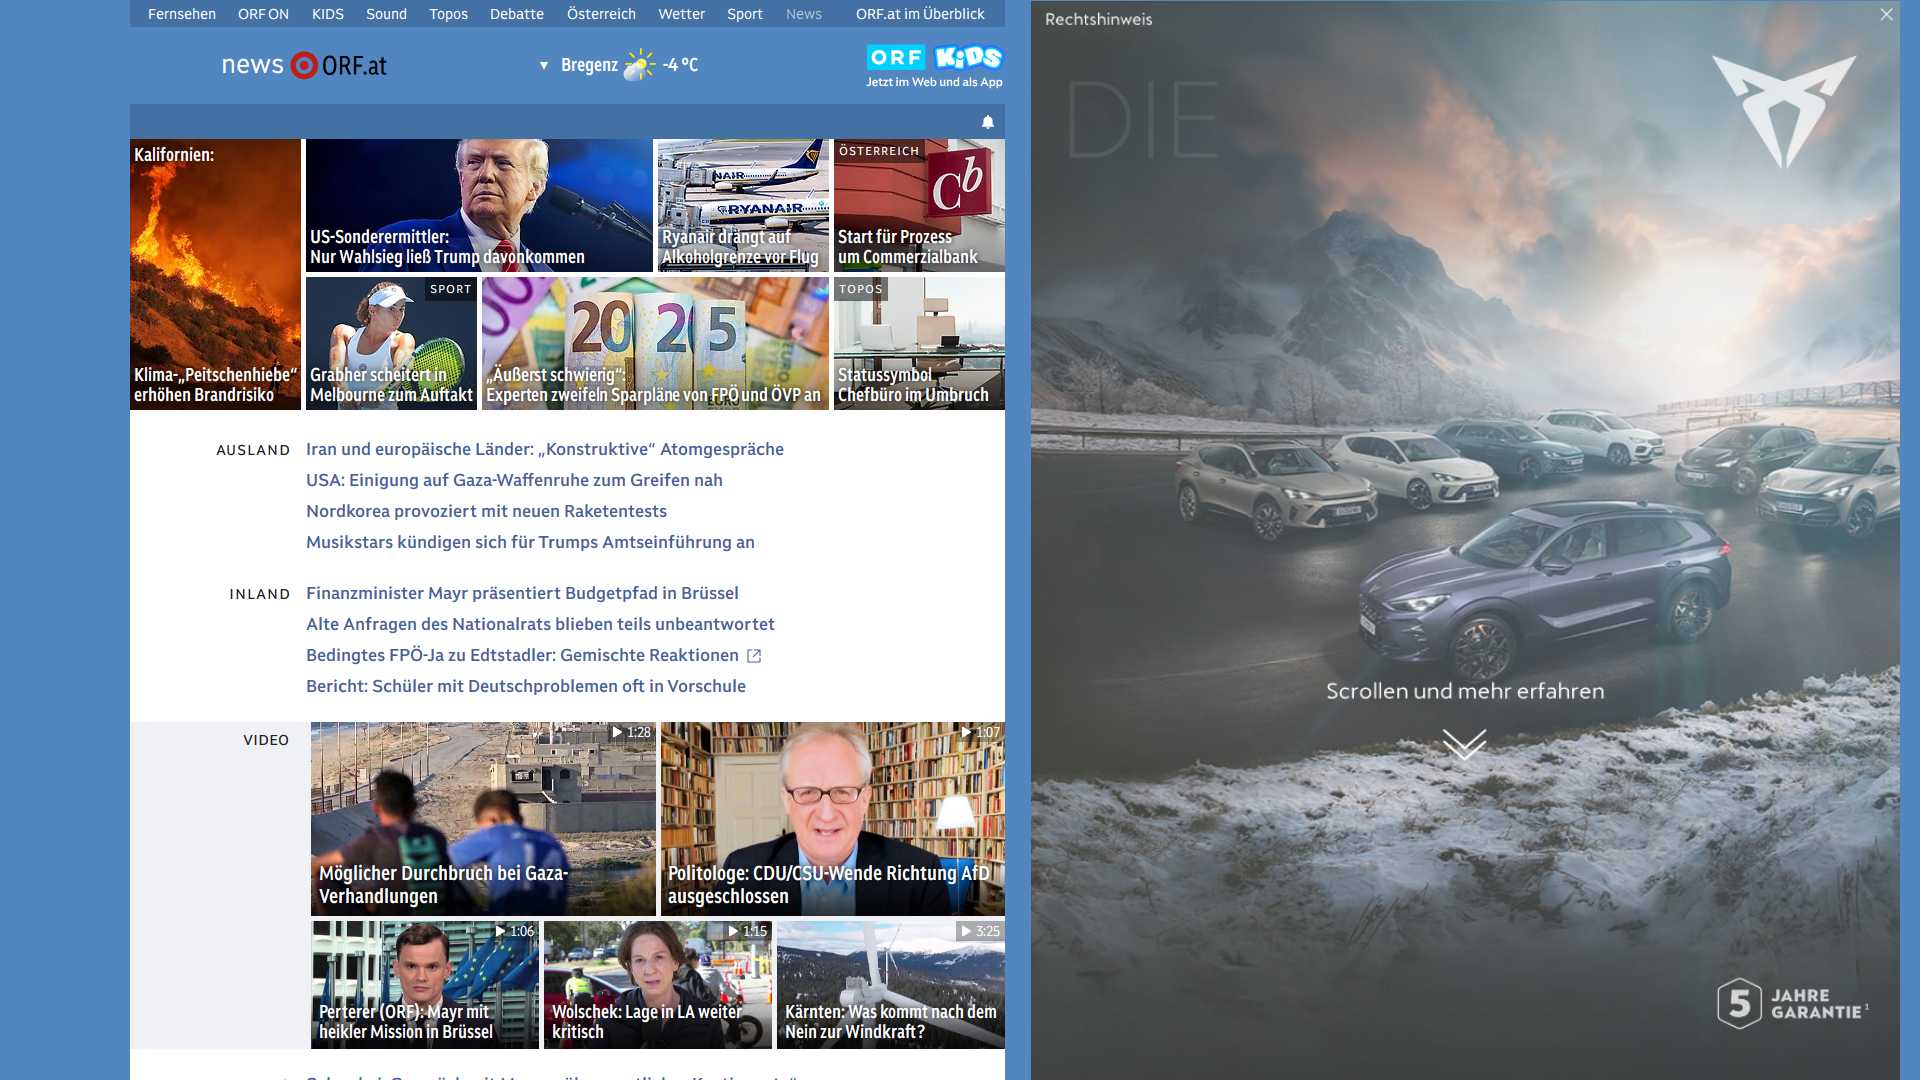 Fernsehen ORF ON KIDS Sound Topos Debatte Österreich Wetter Sport News ORF.at im Überblick
news ORF.at
▼ Bregenz -4 °C
ORF KiDS
Jetzt im Web und als App
Kalifornien:
Klima-„Peitschenhiebe“
erhöhen Brandrisiko
US-Sonderermittler:
Nur Wahlsieg ließ Trump davonkommen
RYANAIR
Ryanair drängt auf
Alkoholgrenze vor Flug
ÖSTERREICH
Cb
Start für Prozess
um Commerzialbank
SPORT
Grabher scheitert in
Melbourne zum Auftakt
2025
„Äußerst schwierig“:
Experten zweifeln Sparpläne von FPÖ und ÖVP an
TOPOS
Statussymbol
Chefbüro im Umbruch
AUSLAND
Iran und europäische Länder: „Konstruktive“ Atomgespräche
USA: Einigung auf Gaza-Waffenruhe zum Greifen nah
Nordkorea provoziert mit neuen Raketentests
Musikstars kündigen sich für Trumps Amtseinführung an
INLAND
Finanzminister Mayr präsentiert Budgetpfad in Brüssel
Alte Anfragen des Nationalrats blieben teils unbeantwortet
Bedingtes FPÖ-Ja zu Edtstadler: Gemischte Reaktionen
Bericht: Schüler mit Deutschproblemen oft in Vorschule
VIDEO
1:28
Möglicher Durchbruch bei Gaza-
Verhandlungen
1:07
Politologe: CDU/CSU-Wende Richtung AfD
ausgeschlossen
1:06
Perterer (ORF): Mayr mit
heikler Mission in Brüssel
1:15
Wolschek: Lage in LA weiter
kritisch
3:25
Kärnten: Was kommt nach dem
Nein zur Windkraft?
Rechtshinweis
DIE
Scrollen und mehr erfahren
5 JAHRE
GARANTIE¹